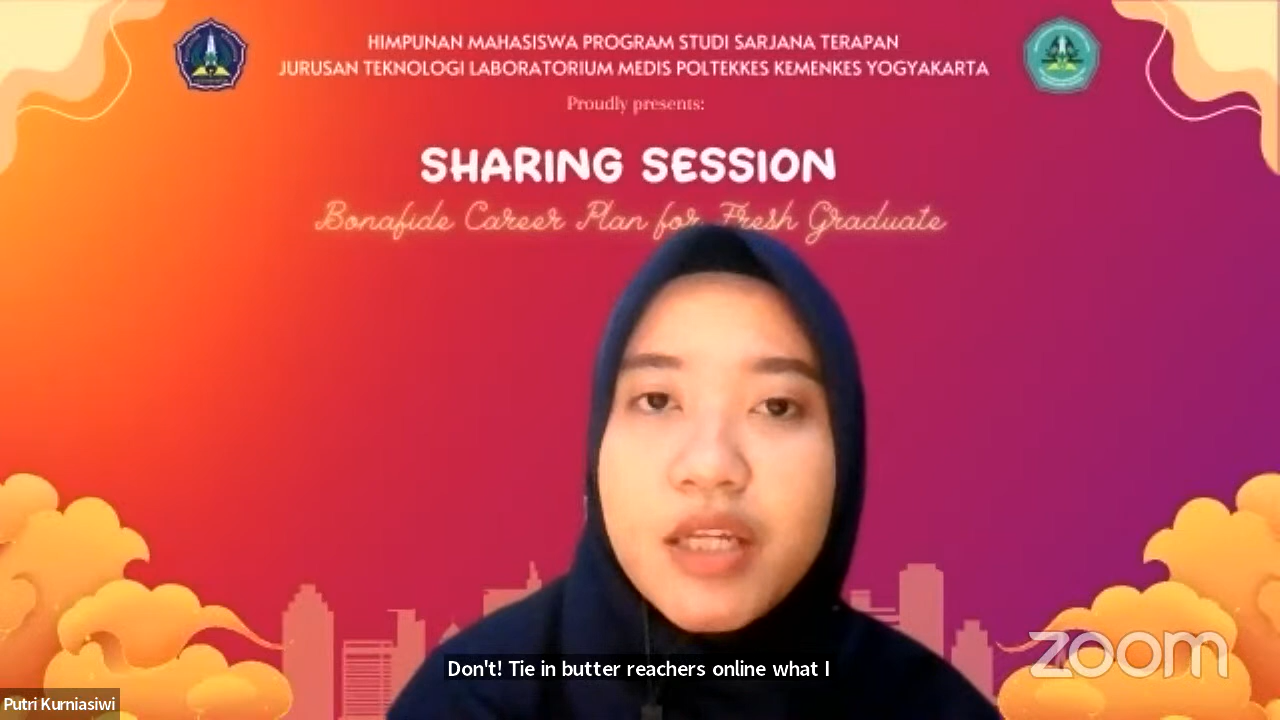 HIMPUNAN MAHASISWA PROGRAM STUDI SARJANA TERAPAN
JURUSAN TEKNOLOGI LABORATORIUM MEDIS POLTEKKES KEMENKES YOGYAKARTA
Proudly presents:
SHARING SESSION
Bonafide Career Plan for Fresh Graduate
Don't! Tie in butter reachers online what I
zoom
Putri Kurniasiwi